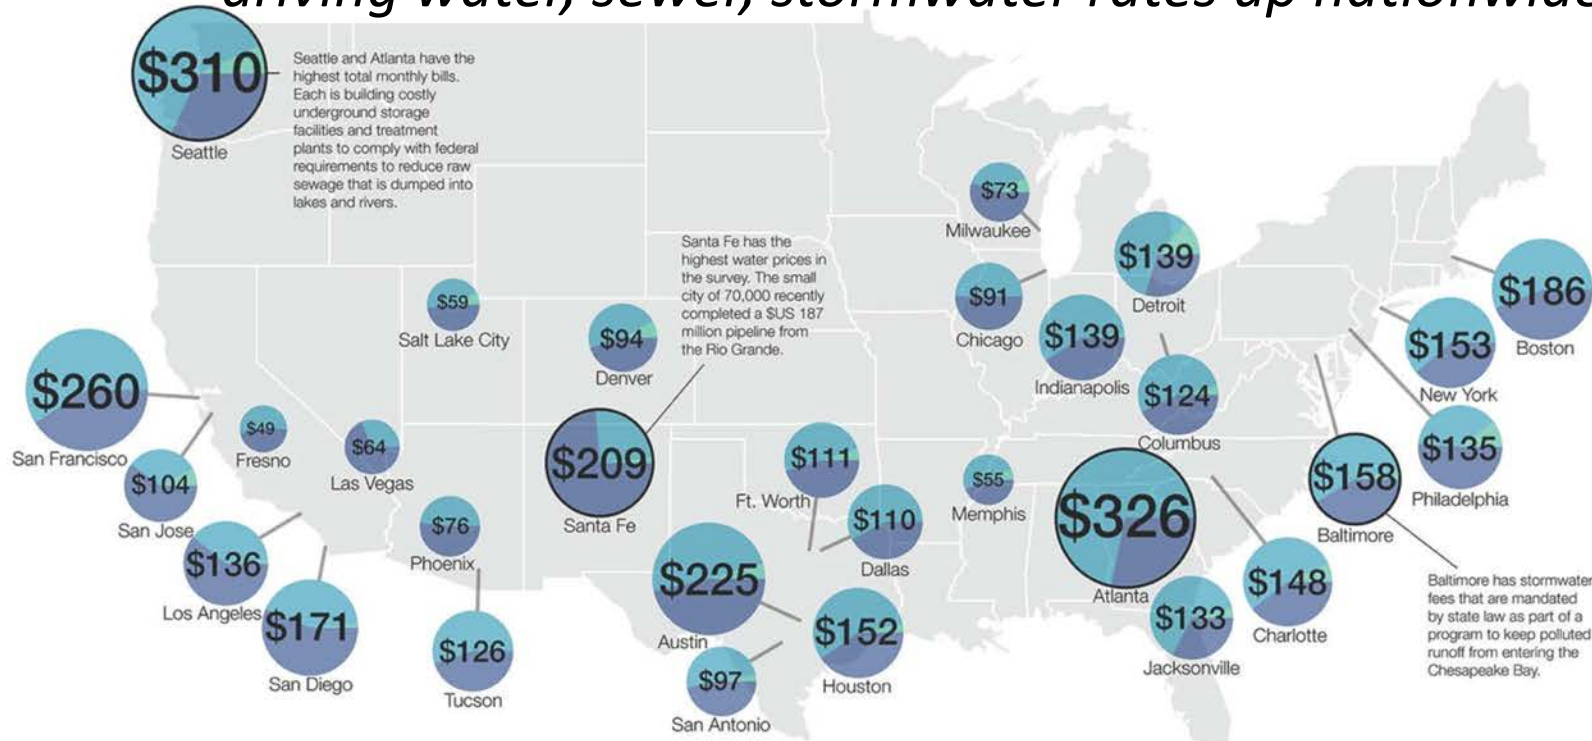 driving water, sewer, stormwater rates up nationwide
$310
Seattle
Seattle and Atlanta have the
highest total monthly bills.
Each is building costly
underground storage
facilities and treatment
plants to comply with federal
requirements to reduce raw
sewage that is dumped into
lakes and rivers.
$73
Milwaukee
$139
Detroit
$91
Chicago
$139
Indianapolis
$186
Boston
$153
New York
$59
Salt Lake City
$94
Denver
Santa Fe has the
highest water prices in
the survey. The small
city of 70,000 recently
completed a $US 187
million pipeline from
the Rio Grande.
$260
San Francisco
$49
Fresno
$64
Las Vegas
$124
Columbus
$135
Philadelphia
$104
San Jose
$209
Santa Fe
$111
Ft. Worth
$110
Dallas
$55
Memphis
$326
Atlanta
$158
Baltimore
$76
Phoenix
$136
Los Angeles
$171
San Diego
$126
Tucson
$225
Austin
$152
Houston
$97
San Antonio
$133
Jacksonville
$148
Charlotte
Baltimore has stormwater
fees that are mandated
by state law as part of a
program to keep polluted
runoff from entering the
Chesapeake Bay.